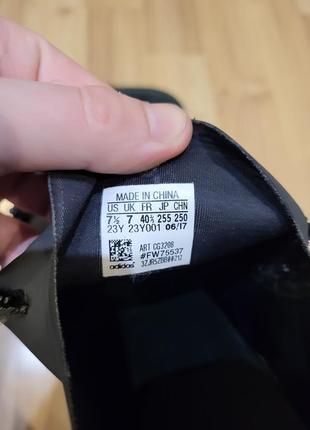 MADE IN CHINA
US UK FR JP CHN
7½ 7 40⅔ 255 250
23Y 23Y001 06/17
ART CG3208
#FW75537
adidas